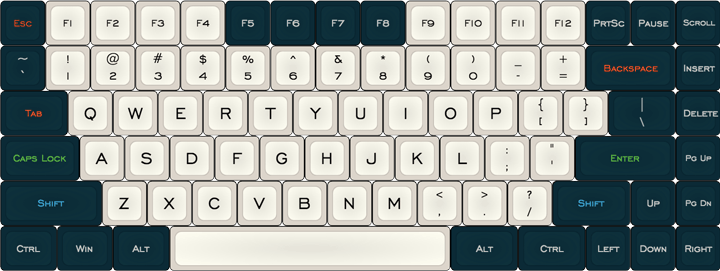 Esc F1 F2 F3 F4 F5 F6 F7 F8 F9 F10 F11 F12 PrtSc Pause Scroll
~ ! @ # $ % ^ & * ( ) _ +
` 1 2 3 4 5 6 7 8 9 0 - = Backspace Insert
Tab Q W E R T Y U I O P { } | Delete
[ ] \
Caps Lock A S D F G H J K L : " Enter Pg Up
; '
Shift Z X C V B N M < > ? Shift Up Pg Dn
, . /
Ctrl Win Alt Alt Ctrl Left Down Right